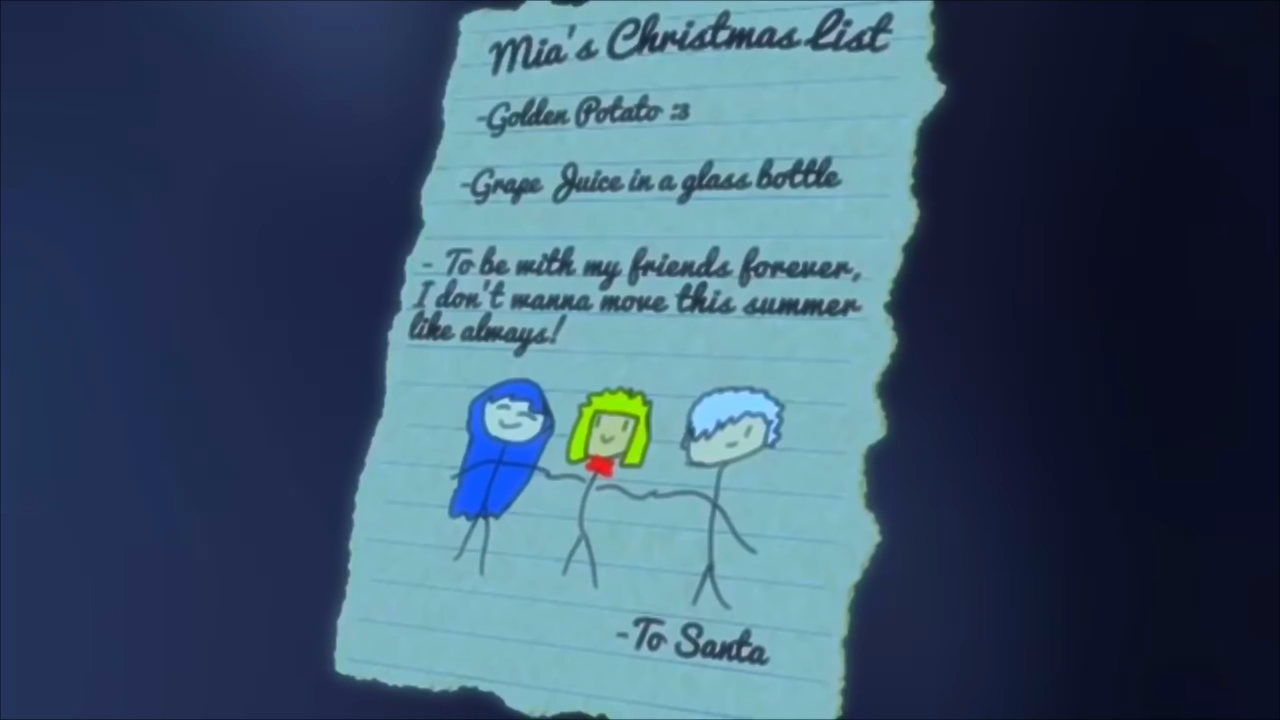 Mia's Christmas List
-Golden Potato :3
-Grape Juice in a glass bottle
- To be with my friends forever,
I don't wanna move this summer
like always!
-To Santa